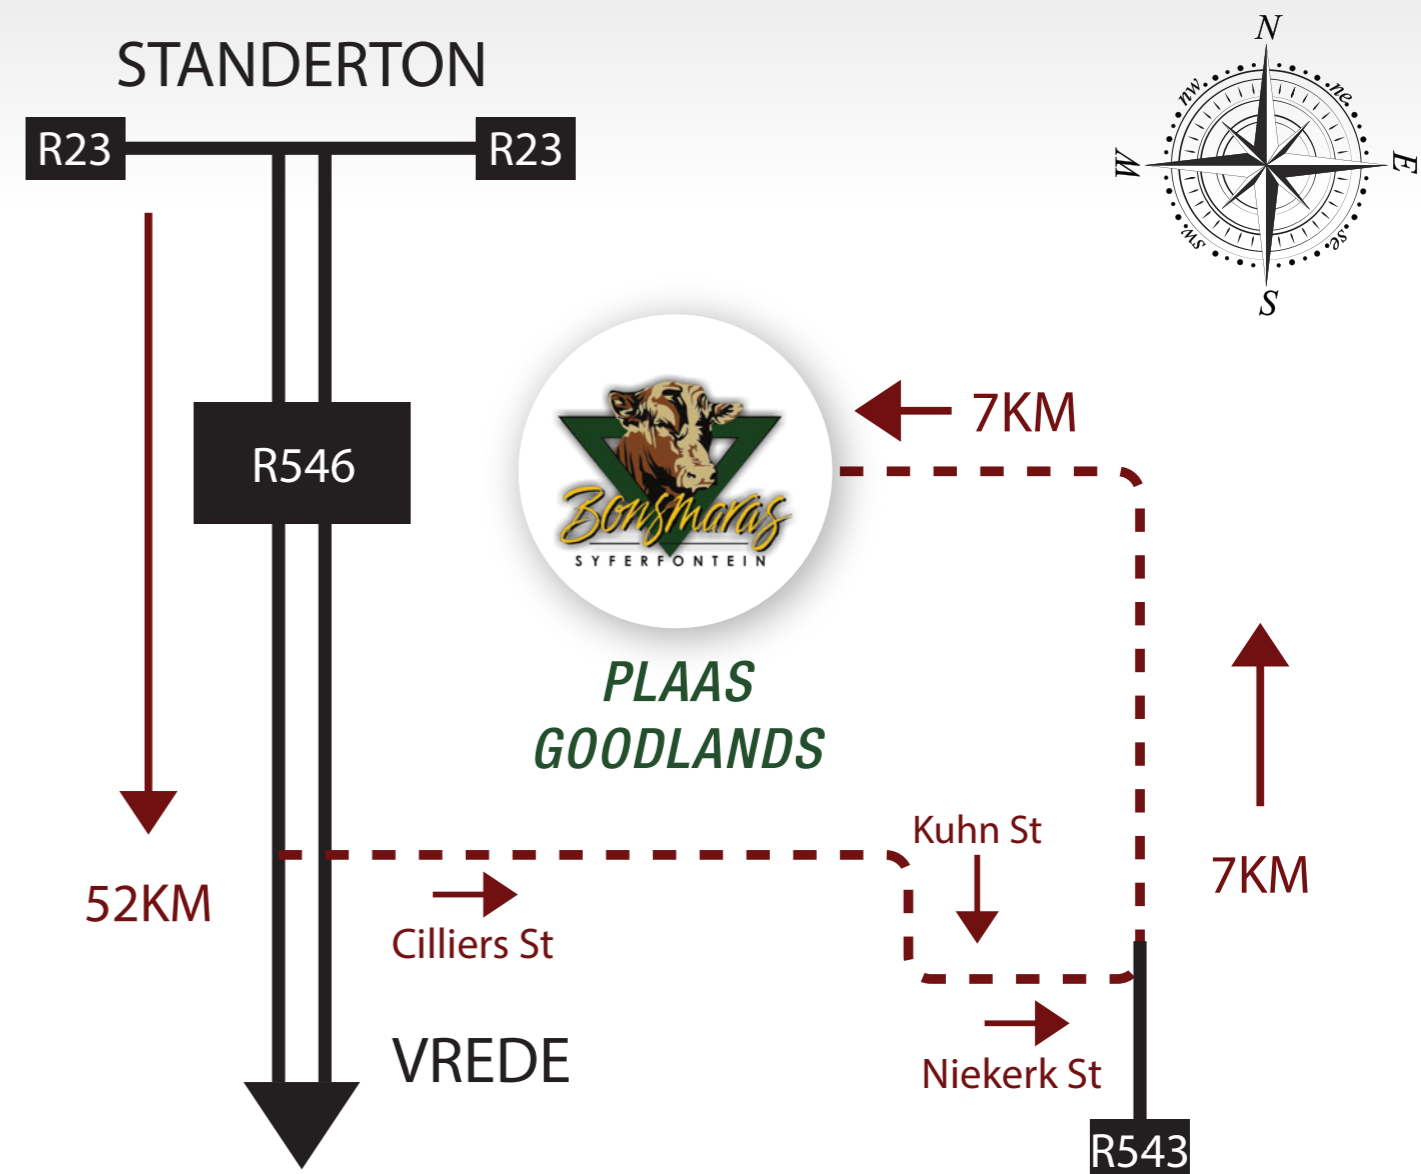 STANDERTON
N
nw
ne
W
E
sw
se
S
R23
R23
R546
7KM
Bonsmaras
SYFERFONTEIN
PLAAS
GOODLANDS
Kuhn St
52KM
7KM
Cilliers St
Niekerk St
VREDE
R543